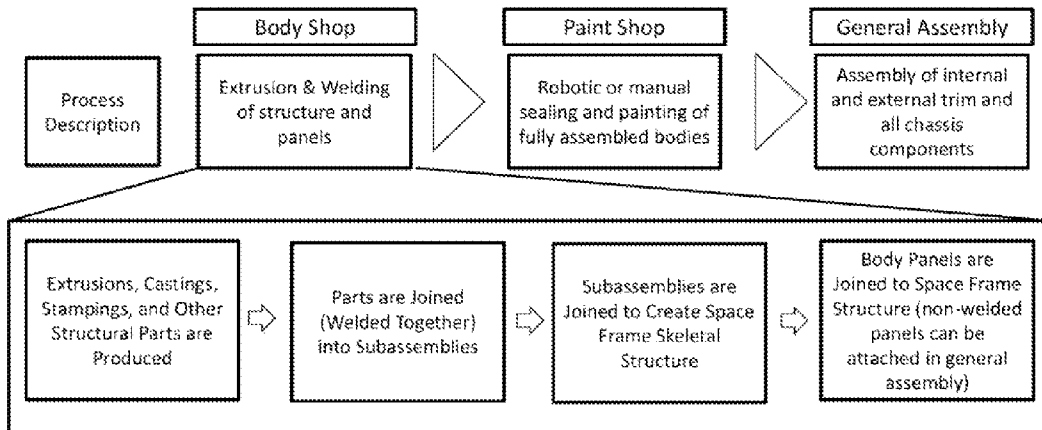 Body Shop
Paint Shop
General Assembly
Process
Description
Extrusion & Welding
of structure and
panels
Robotic or manual
sealing and painting of
fully assembled bodies
Assembly of internal
and external trim and
all chassis
components
Extrusions, Castings,
Stampings, and Other
Structural Parts are
Produced
Parts are Joined
(Welded Together)
into Subassemblies
Subassemblies are
Joined to Create Space
Frame Skeletal
Structure
Body Panels are
Joined to Space Frame
Structure (non-welded
panels can be
attached in general
assembly)